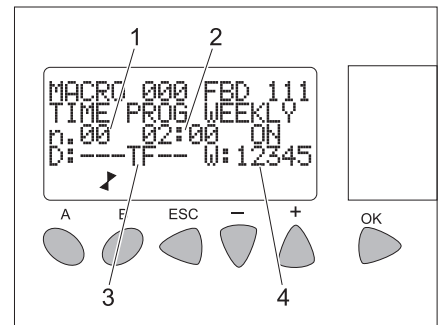 1 2
MACRO 000 FBD 111
TIME PROG WEEKLY
n.00 02:00 ON
D:---TF-- W:12345
A B ESC – + OK
3 4